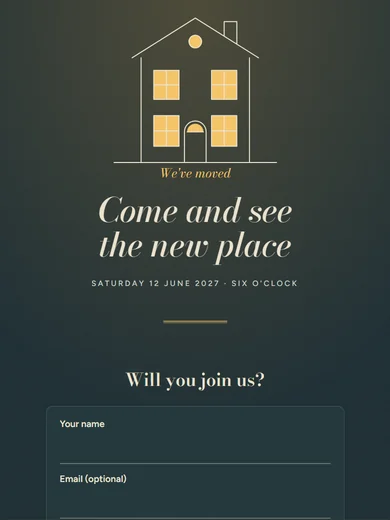 We've moved
Come and see
the new place
SATURDAY 12 JUNE 2027 · SIX O'CLOCK
Will you join us?
Your name
Email (optional)